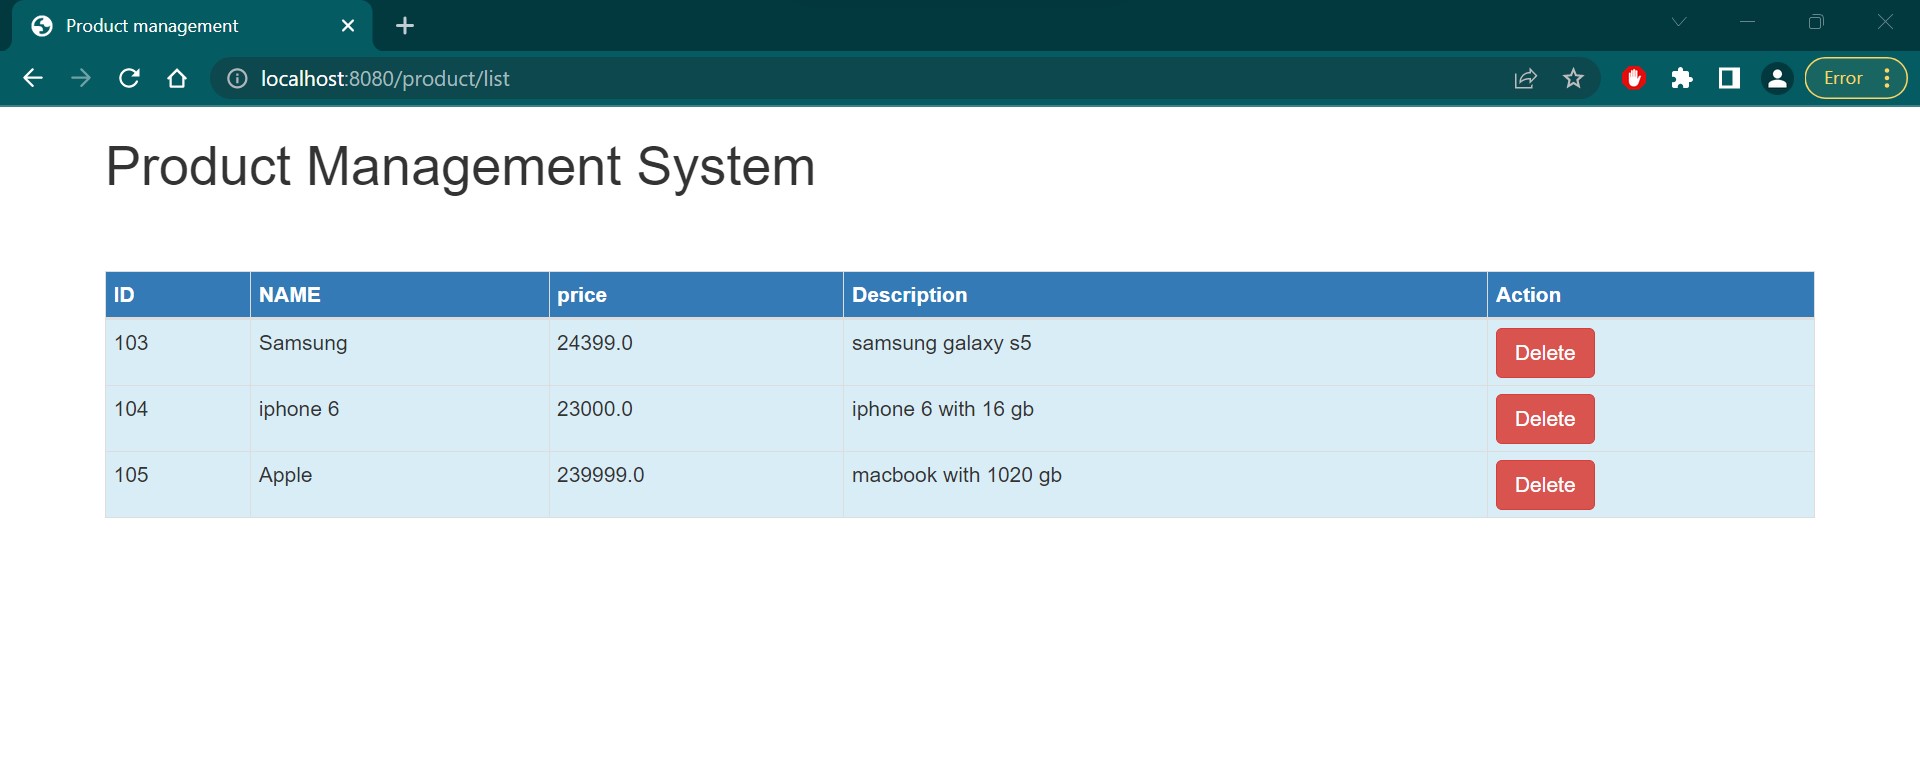 Product management
localhost:8080/product/list
Error
Product Management System
ID NAME price Description Action
103 Samsung 24399.0 samsung galaxy s5 Delete
104 iphone 6 23000.0 iphone 6 with 16 gb Delete
105 Apple 239999.0 macbook with 1020 gb Delete